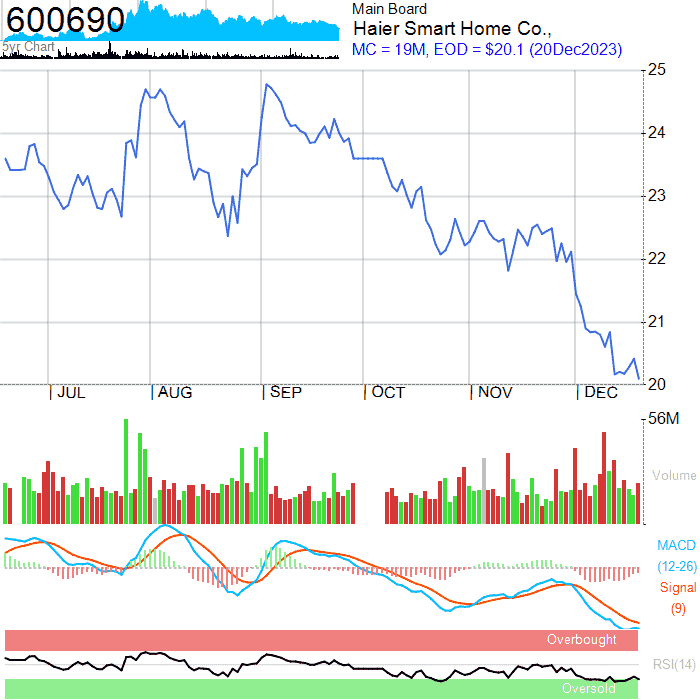 600690
5yr Chart
Main Board
Haier Smart Home Co.,
MC = 19M, EOD = $20.1 (20Dec2023)
25
24
23
22
21
20
| JUL | AUG | SEP | OCT | NOV | DEC
56M
Volume
MACD
(12-26)
Signal
(9)
Overbought
RSI(14)
Oversold